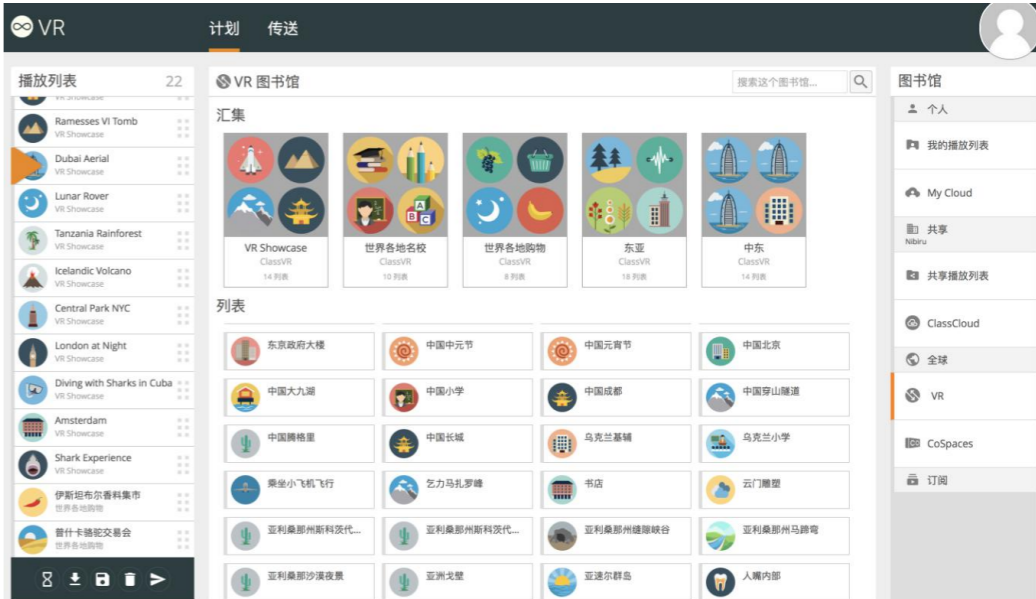 VR
计划
传送
播放列表 22
VR Showcase
Ramesses VI Tomb
VR Showcase
Dubai Aerial
VR Showcase
Lunar Rover
VR Showcase
Tanzania Rainforest
VR Showcase
Icelandic Volcano
VR Showcase
Central Park NYC
VR Showcase
London at Night
VR Showcase
Diving with Sharks in Cuba
VR Showcase
Amsterdam
VR Showcase
Shark Experience
VR Showcase
伊斯坦布尔香料集市
世界各地购物
普什卡骆驼交易会
世界各地购物
VR 图书馆
搜索这个图书馆...
汇集
A
B C
VR Showcase
ClassVR
14 列表
世界各地名校
ClassVR
10 列表
世界各地购物
ClassVR
8 列表
东亚
ClassVR
18 列表
中东
ClassVR
14 列表
列表
东京政府大楼
中国中元节
中国元宵节
中国北京
中国大九湖
中国小学
中国成都
中国穿山隧道
中国腾格里
中国长城
乌克兰基辅
乌克兰小学
乘坐小飞机飞行
乞力马扎罗峰
书店
云门雕塑
亚利桑那州斯科茨代...
亚利桑那州斯科茨代...
亚利桑那州缝隙峡谷
亚利桑那州马蹄弯
亚利桑那沙漠夜景
亚洲戈壁
亚速尔群岛
人嘴内部
图书馆
个人
我的播放列表
My Cloud
共享
Nibiru
共享播放列表
ClassCloud
全球
VR
CoSpaces
订阅